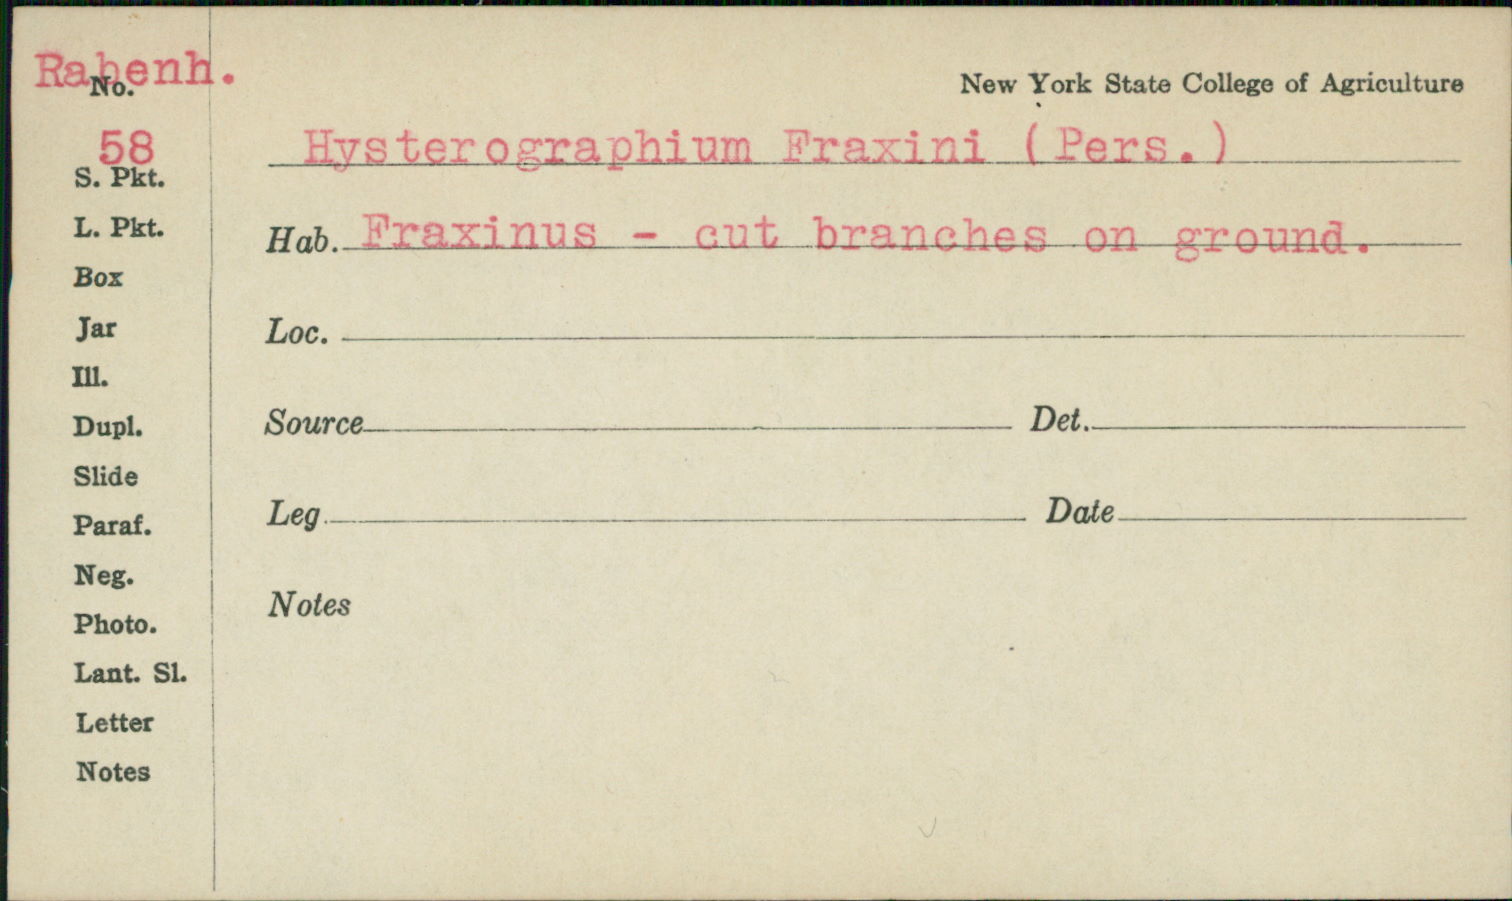 Rabenh.
No.
New York State College of Agriculture
58
Hysterographium Fraxini (Pers.)
S. Pkt.
L. Pkt.
Hab. Fraxinus - cut branches on ground.
Box
Jar
Loc.
Ill.
Dupl.
Source Det.
Slide
Leg. Date
Paraf.
Neg.
Notes
Photo.
Lant. Sl.
Letter
Notes